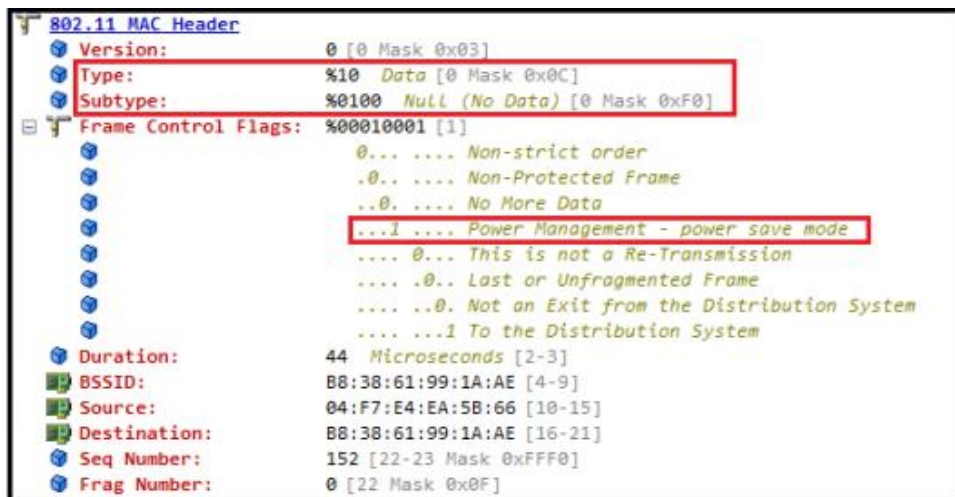 802.11 MAC Header
Version: 0 [0 Mask 0x03]
Type: %10 Data [0 Mask 0x0C]
Subtype: %0100 Null (No Data) [0 Mask 0xF0]
Frame Control Flags: %00010001 [1]
0... .... Non-strict order
.0.. .... Non-Protected Frame
..0. .... No More Data
...1 .... Power Management - power save mode
.... 0... This is not a Re-Transmission
.... .0.. Last or Unfragmented Frame
.... ..0. Not an Exit from the Distribution System
.... ...1 To the Distribution System
Duration: 44 Microseconds [2-3]
BSSID: B8:38:61:99:1A:AE [4-9]
Source: 04:F7:E4:EA:5B:66 [10-15]
Destination: B8:38:61:99:1A:AE [16-21]
Seq Number: 152 [22-23 Mask 0xFFF0]
Frag Number: 0 [22 Mask 0x0F]